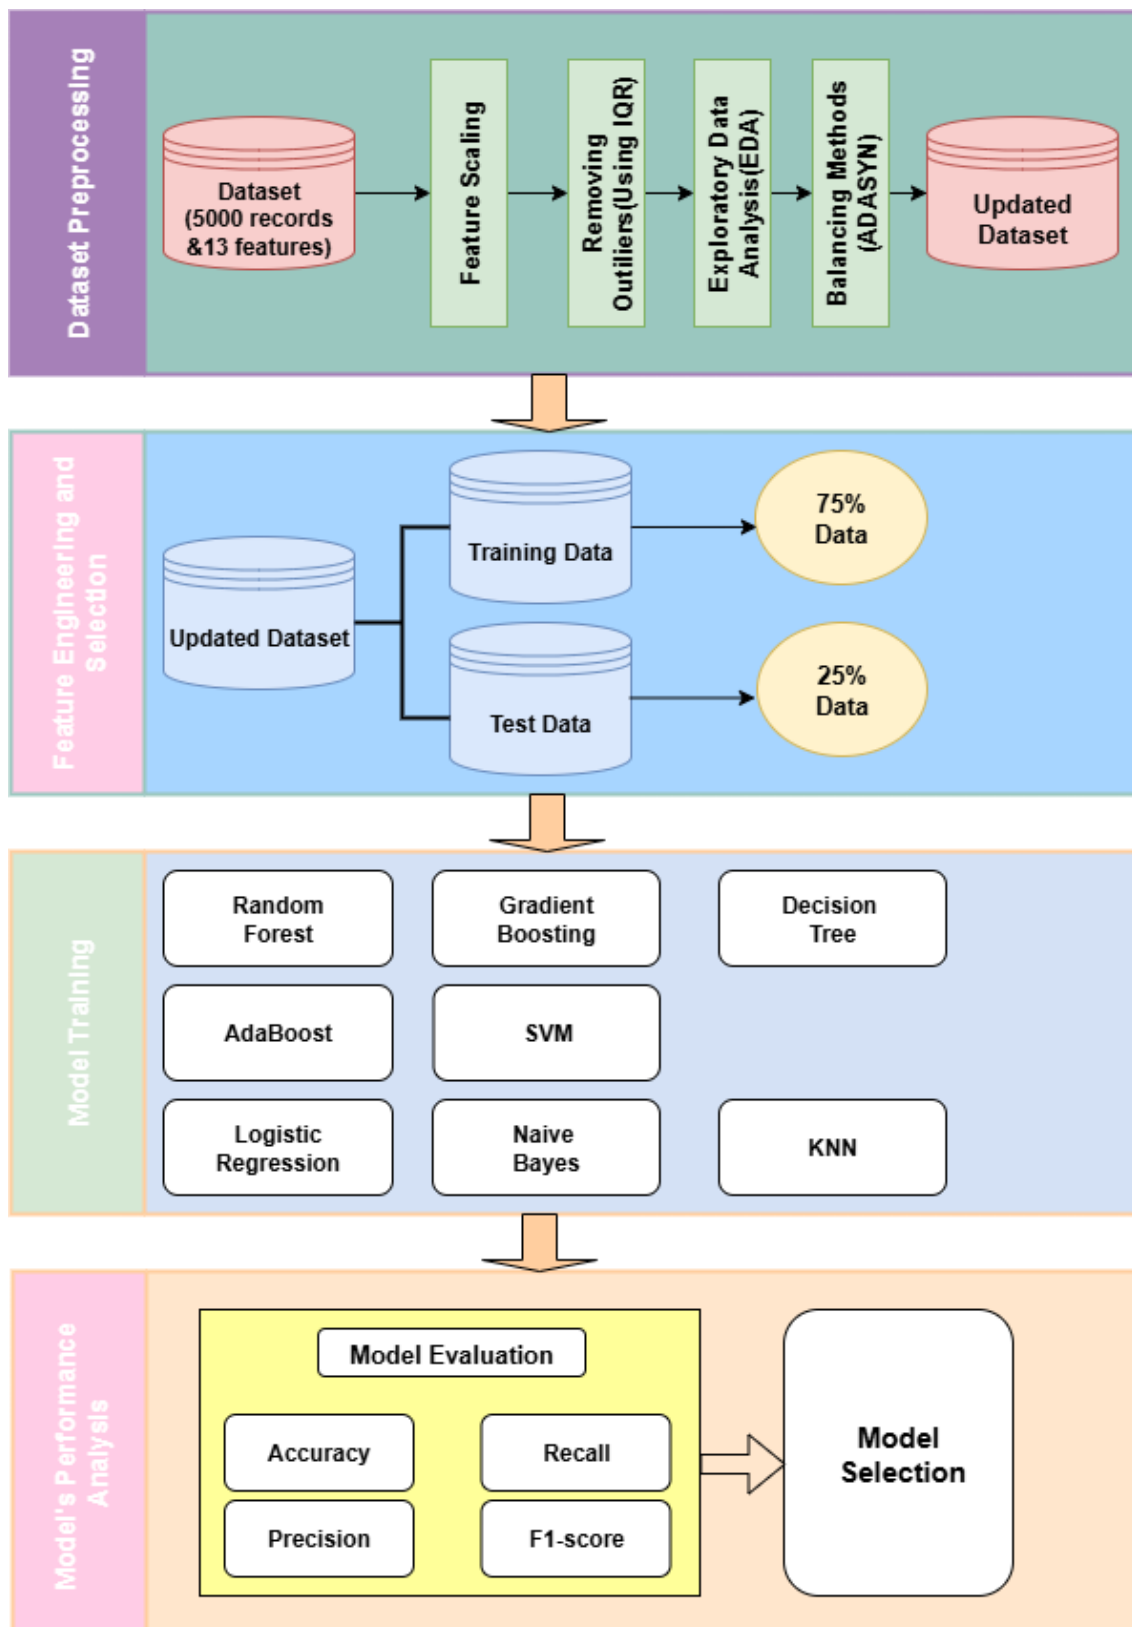 Dataset Preprocessing
Dataset
(5000 records
&13 features)
Feature Scaling
Removing
Outiliers(Using IQR)
Exploratory Data
Analysis(EDA)
Balancing Methods
(ADASYN)
Updated
Dataset
Feature Engineering and
Selection
Updated Dataset
Training Data
75%
Data
Test Data
25%
Data
Model Training
Random
Forest
Gradient
Boosting
Decision
Tree
AdaBoost
SVM
Logistic
Regression
Naive
Bayes
KNN
Model's Performance
Analysis
Model Evaluation
Accuracy
Recall
Precision
F1-score
Model
Selection